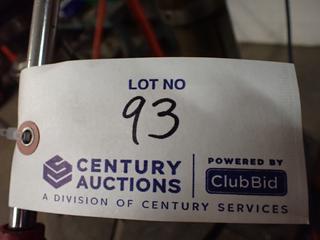 LOT NO
93
CENTURY
AUCTIONS
POWERED BY
ClubBid
A DIVISION OF CENTURY SERVICES